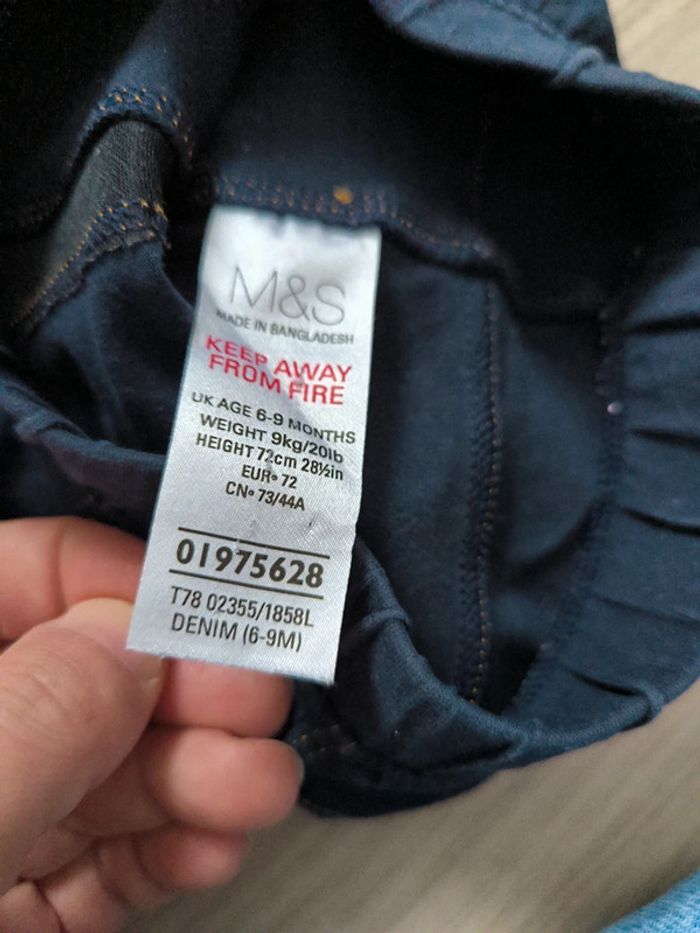 M&S
MADE IN BANGLADESH
KEEP AWAY
FROM FIRE
UK AGE 6-9 MONTHS
WEIGHT 9kg/20lb
HEIGHT 72cm 28½in
EUR• 72
CN• 73/44A
01975628
T78 02355/1858L
DENIM (6-9M)